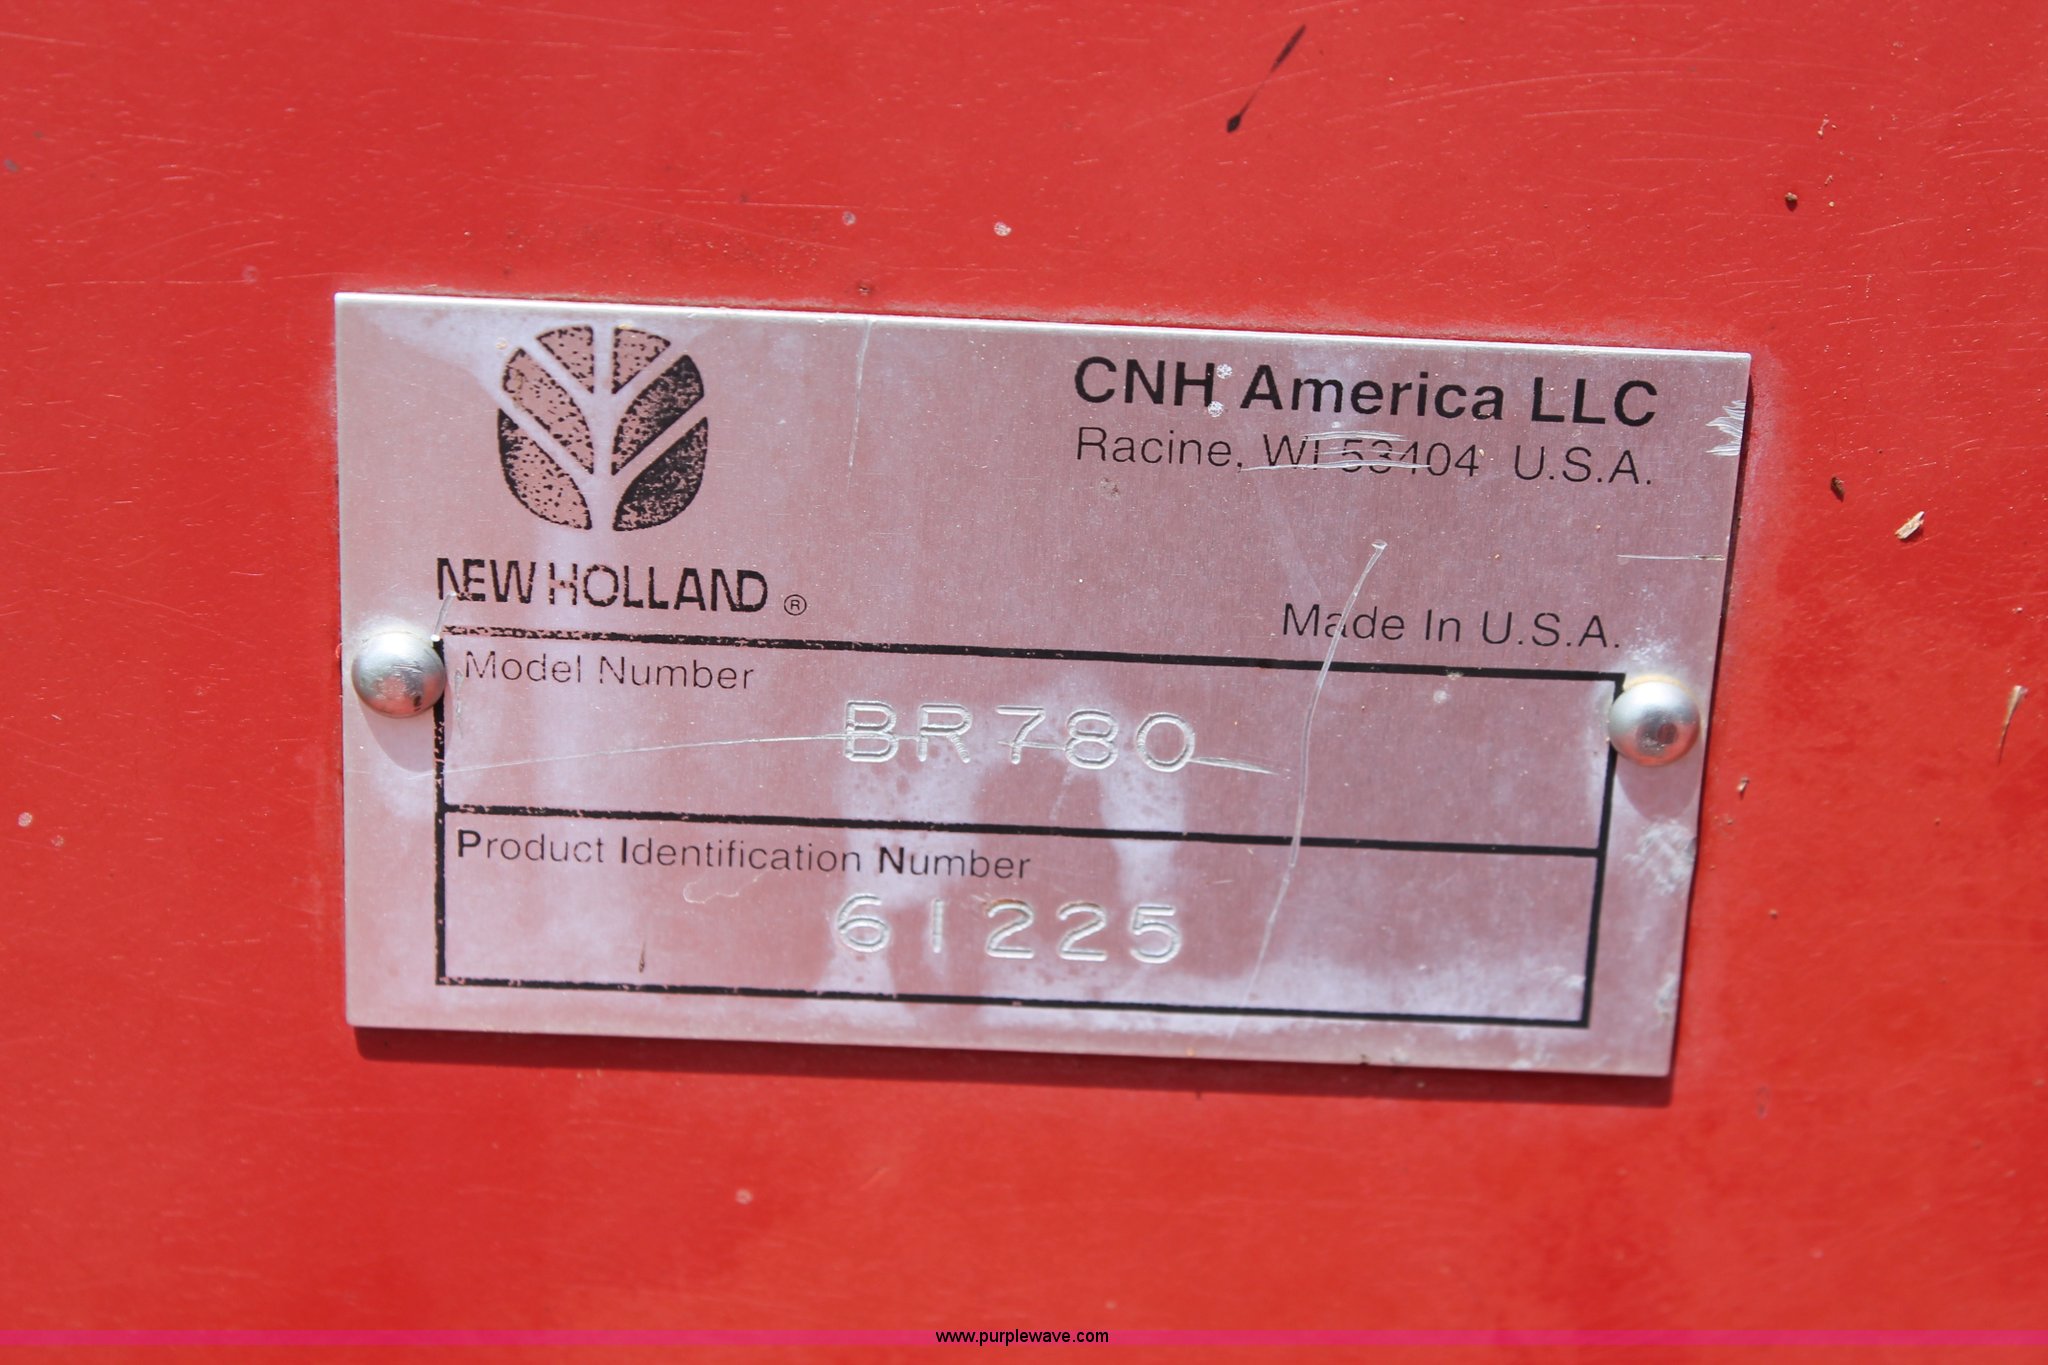 CNH America LLC
Racine, WI 53404 U.S.A.
NEW HOLLAND ®
Made In U.S.A.
Model Number
BR780
Product Identification Number
61225
www.purplewave.com